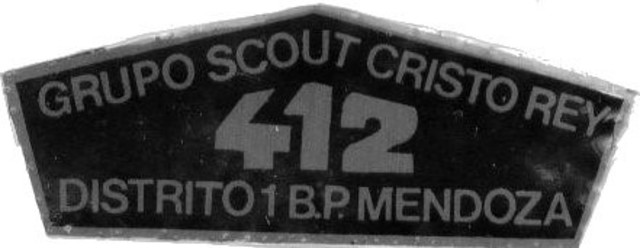 GRUPO SCOUT CRISTO REY
412
DISTRITO 1 B.P. MENDOZA